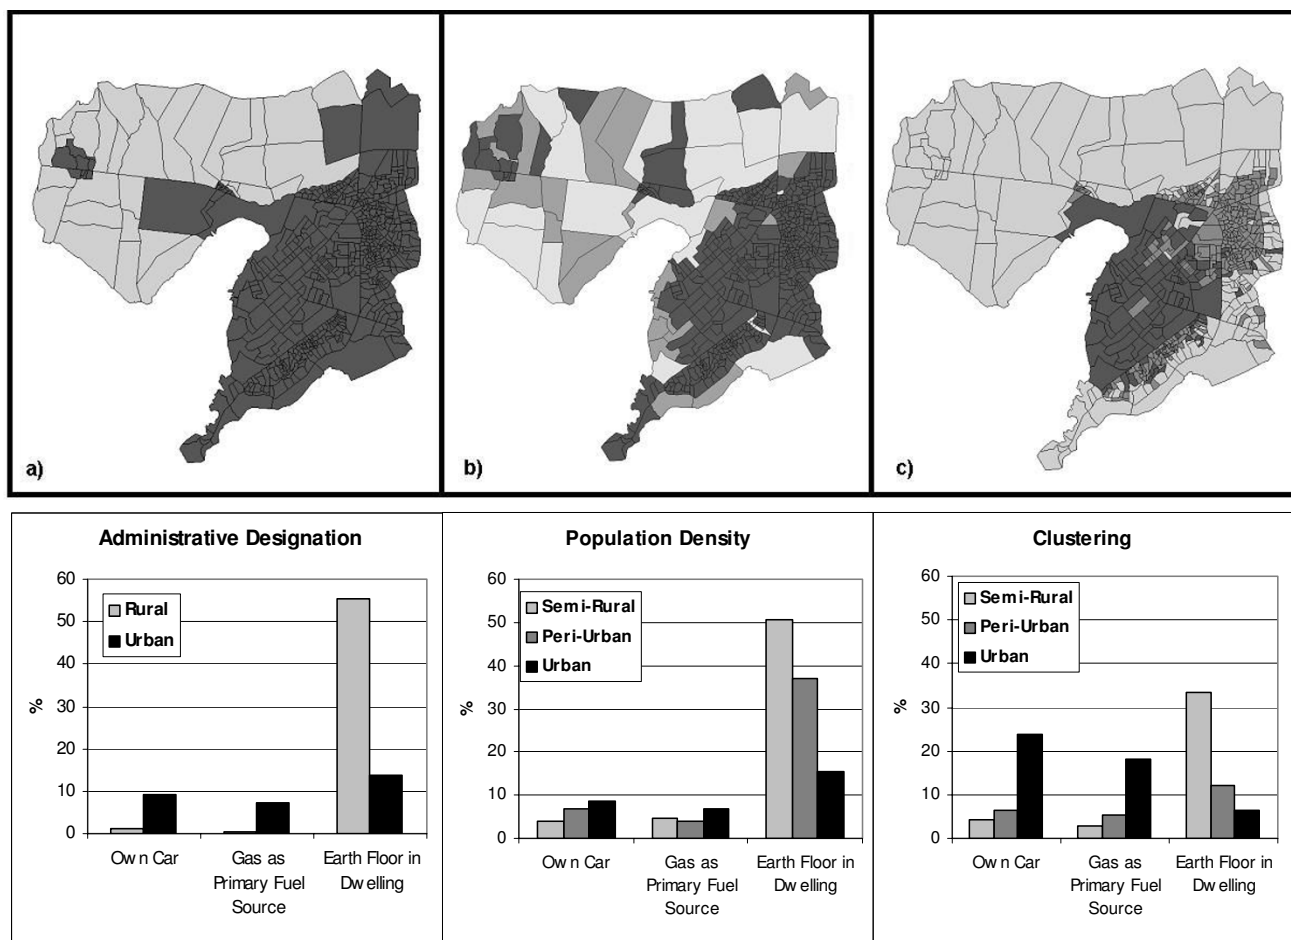 a)
b)
c)
Administrative Designation
60
50
40
30
20
10
0
%
Rural
Urban
Own Car
Gas as
Primary Fuel
Source
Earth Floor in
Dwelling
Population Density
60
50
40
30
20
10
0
%
Semi-Rural
Peri-Urban
Urban
Own Car
Gas as
Primary Fuel
Source
Earth Floor in
Dwelling
Clustering
60
50
40
30
20
10
0
%
Semi-Rural
Peri-Urban
Urban
Own Car
Gas as
Primary Fuel
Source
Earth Floor in
Dwelling